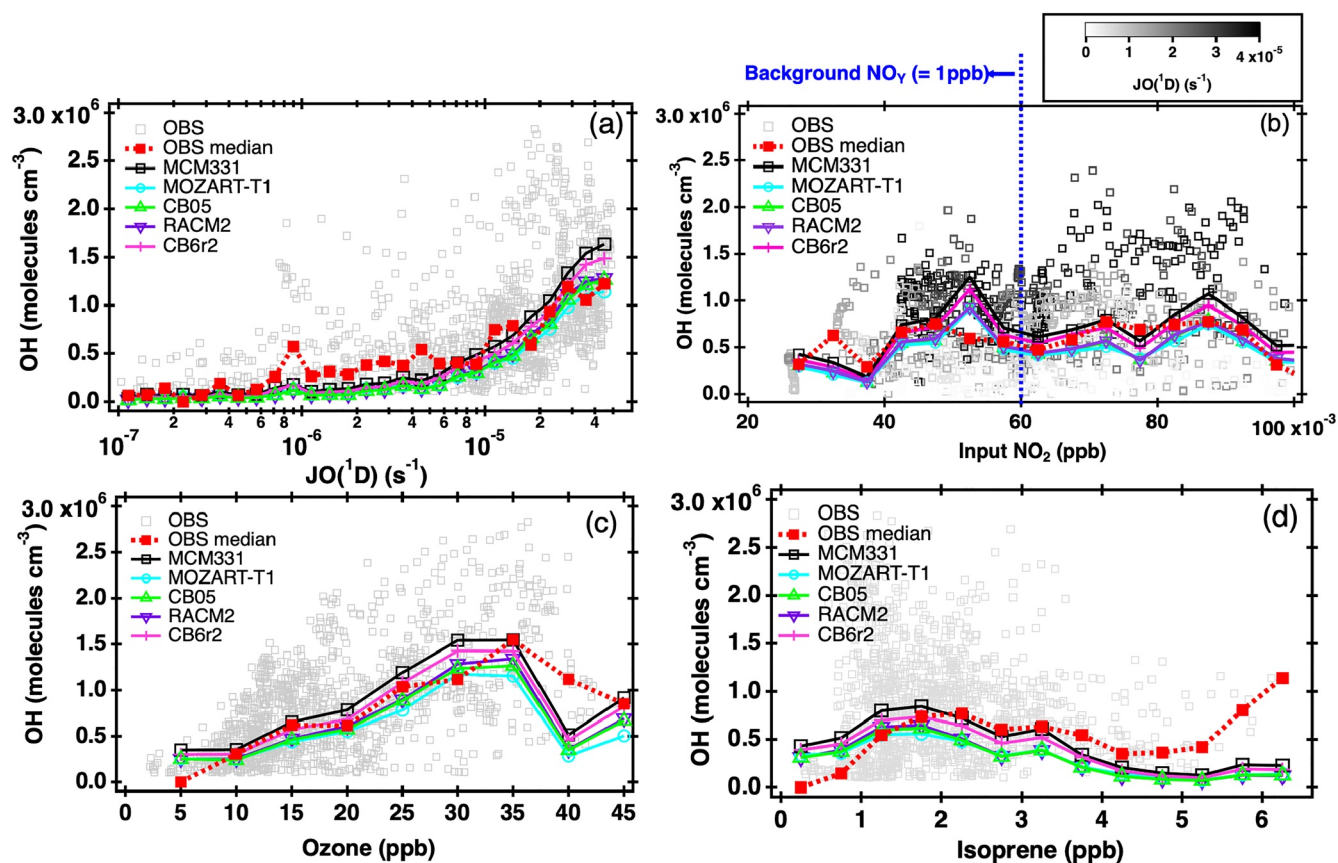 0 1 2 3 4 x10⁻⁵
JO(¹D) (s⁻¹)
Background NO_Y (= 1ppb)
3.0 x10⁶
2.5
2.0
1.5
1.0
0.5
0.0
OH (molecules cm⁻³)
(a)
OBS
OBS median
MCM331
MOZART-T1
CB05
RACM2
CB6r2
2 4 6 8 2 4 6 8 2 4
10⁻⁷ 10⁻⁶ 10⁻⁵
JO(¹D) (s⁻¹)
3.0 x10⁶
2.5
2.0
1.5
1.0
0.5
0.0
OH (molecules cm⁻³)
(b)
OBS
OBS median
MCM331
MOZART-T1
CB05
RACM2
CB6r2
20 40 60 80 100 x10⁻³
Input NO₂ (ppb)
3.0 x10⁶
2.5
2.0
1.5
1.0
0.5
0.0
OH (molecules cm⁻³)
(c)
OBS
OBS median
MCM331
MOZART-T1
CB05
RACM2
CB6r2
0 5 10 15 20 25 30 35 40 45
Ozone (ppb)
3.0 x10⁶
2.5
2.0
1.5
1.0
0.5
0.0
OH (molecules cm⁻³)
(d)
OBS
OBS median
MCM331
MOZART-T1
CB05
RACM2
CB6r2
0 1 2 3 4 5 6
Isoprene (ppb)